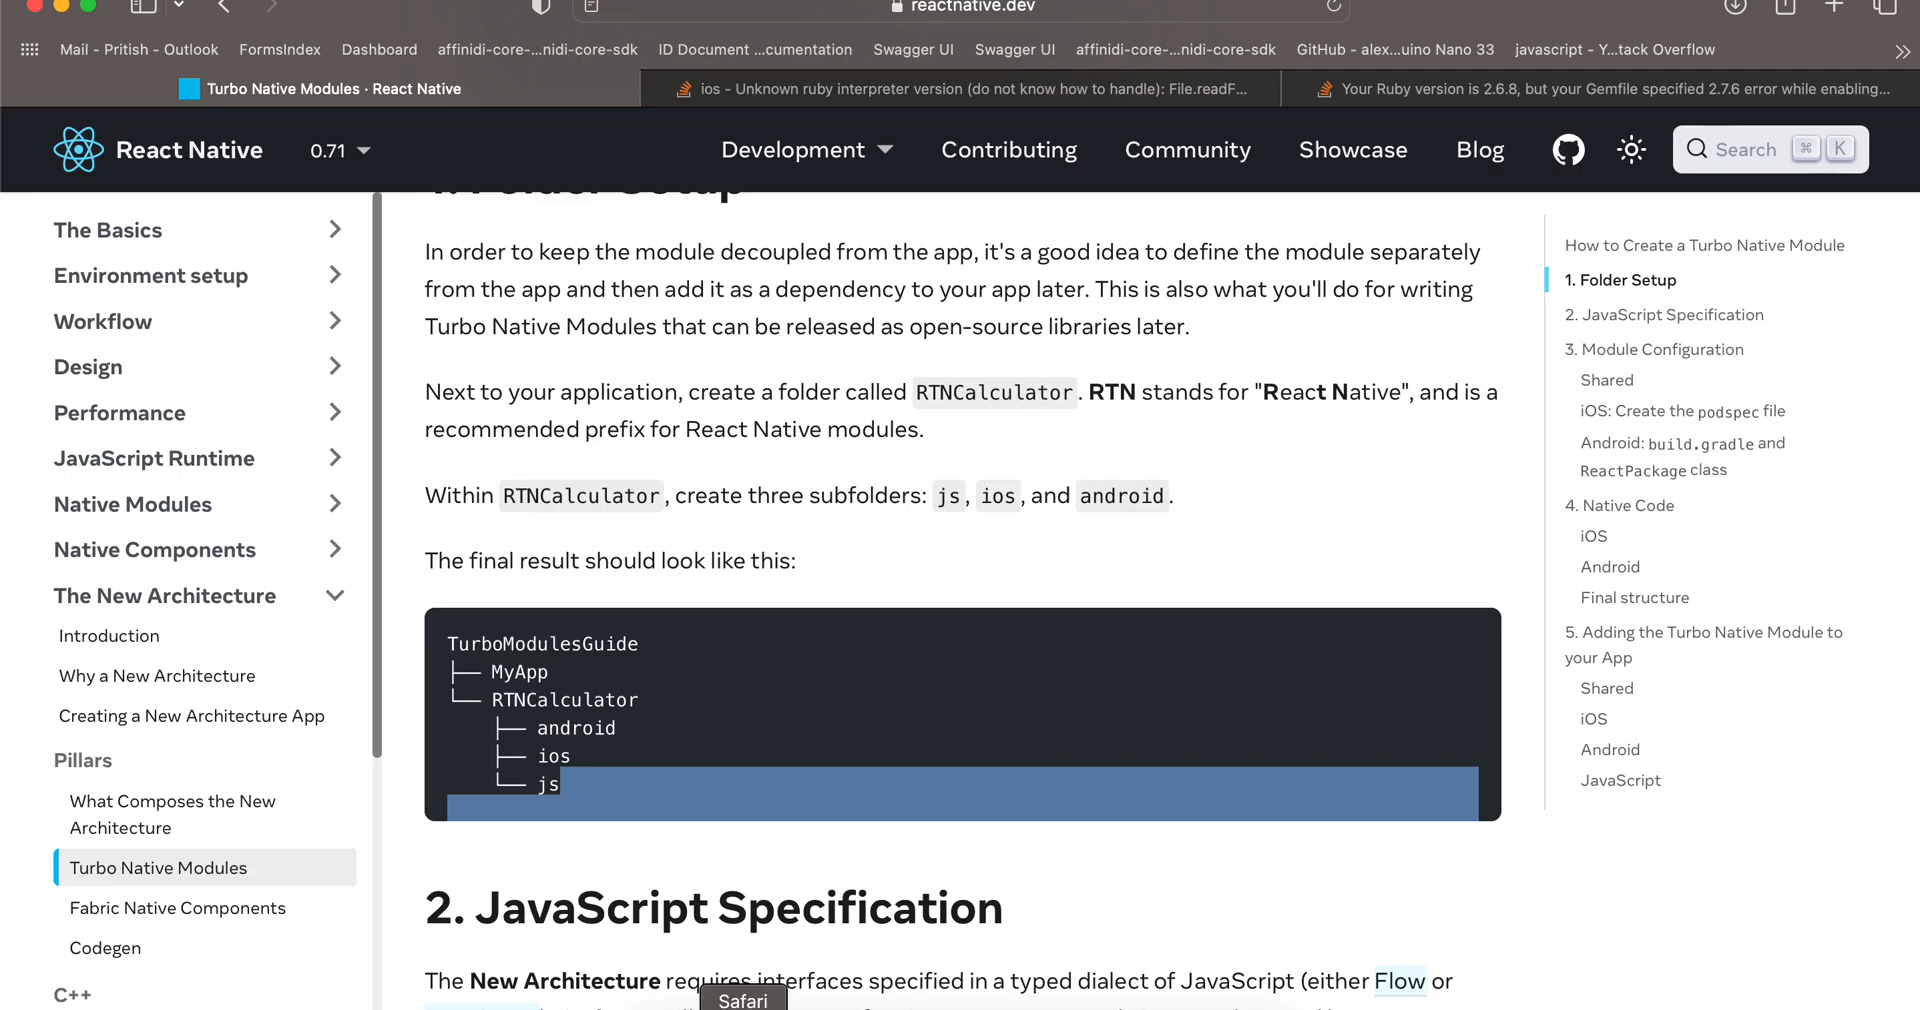 reactnative.dev
Mail – Pritish – Outlook
FormsIndex
Dashboard
affinidi-core-...nidi-core-sdk
ID Document ...cumentation
Swagger UI
Swagger UI
affinidi-core-...nidi-core-sdk
GitHub - alex...uino Nano 33
javascript - Y...tack Overflow
Turbo Native Modules · React Native
ios - Unknown ruby interpreter version (do not know how to handle): File.readF...
Your Ruby version is 2.6.8, but your Gemfile specified 2.7.6 error while enabling...
React Native
0.71
Development
Contributing
Community
Showcase
Blog
Search ⌘ K
The Basics
Environment setup
Workflow
Design
Performance
JavaScript Runtime
Native Modules
Native Components
The New Architecture
Introduction
Why a New Architecture
Creating a New Architecture App
Pillars
What Composes the New
Architecture
Turbo Native Modules
Fabric Native Components
Codegen
C++
1. Folder Setup
In order to keep the module decoupled from the app, it's a good idea to define the module separately
from the app and then add it as a dependency to your app later. This is also what you'll do for writing
Turbo Native Modules that can be released as open-source libraries later.
Next to your application, create a folder called RTNCalculator. RTN stands for "React Native", and is a
recommended prefix for React Native modules.
Within RTNCalculator, create three subfolders: js, ios, and android.
The final result should look like this:
TurboModulesGuide
├── MyApp
└── RTNCalculator
    ├── android
    ├── ios
    └── js
2. JavaScript Specification
The New Architecture requires interfaces specified in a typed dialect of JavaScript (either Flow or
Safari
How to Create a Turbo Native Module
1. Folder Setup
2. JavaScript Specification
3. Module Configuration
Shared
iOS: Create the podspec file
Android: build.gradle and
ReactPackage class
4. Native Code
iOS
Android
Final structure
5. Adding the Turbo Native Module to
your App
Shared
iOS
Android
JavaScript